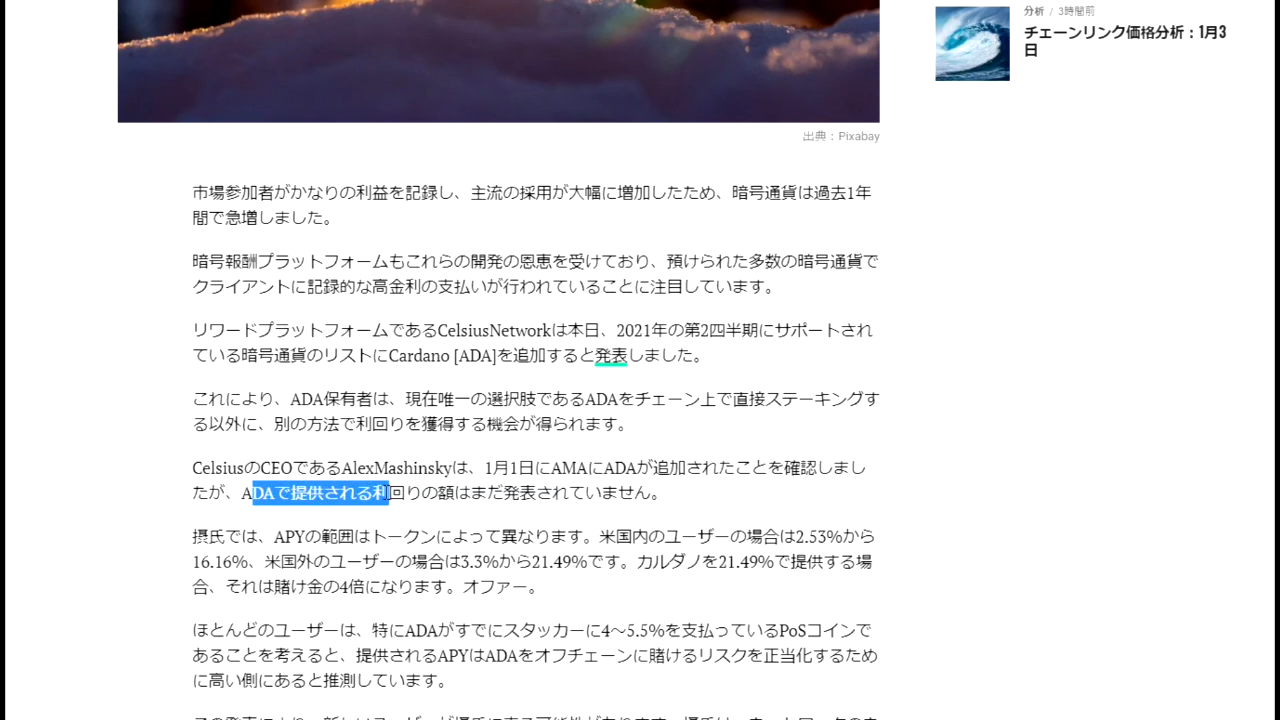 分析 / 3時間前
チェーンリンク価格分析：1月3
日
出典：Pixabay
市場参加者がかなりの利益を記録し、主流の採用が大幅に増加したため、暗号通貨は過去1年
間で急増しました。
暗号報酬プラットフォームもこれらの開発の恩恵を受けており、預けられた多数の暗号通貨で
クライアントに記録的な高金利の支払いが行われていることに注目しています。
リワードプラットフォームであるCelsiusNetworkは本日、2021年の第2四半期にサポートされ
ている暗号通貨のリストにCardano [ADA]を追加すると発表しました。
これにより、ADA保有者は、現在唯一の選択肢であるADAをチェーン上で直接ステーキングす
る以外に、別の方法で利回りを獲得する機会が得られます。
CelsiusのCEOであるAlexMashinskyは、1月1日にAMAにADAが追加されたことを確認しまし
たが、ADAで提供される利回りの額はまだ発表されていません。
摂氏では、APYの範囲はトークンによって異なります。米国内のユーザーの場合は2.53％から
16.16％、米国外のユーザーの場合は3.3％から21.49％です。カルダノを21.49％で提供する場
合、それは賭け金の4倍になります。オファー。
ほとんどのユーザーは、特にADAがすでにスタッカーに4〜5.5％を支払っているPoSコインで
あることを考えると、提供されるAPYはADAをオフチェーンに賭けるリスクを正当化するため
に高い側にあると推測しています。